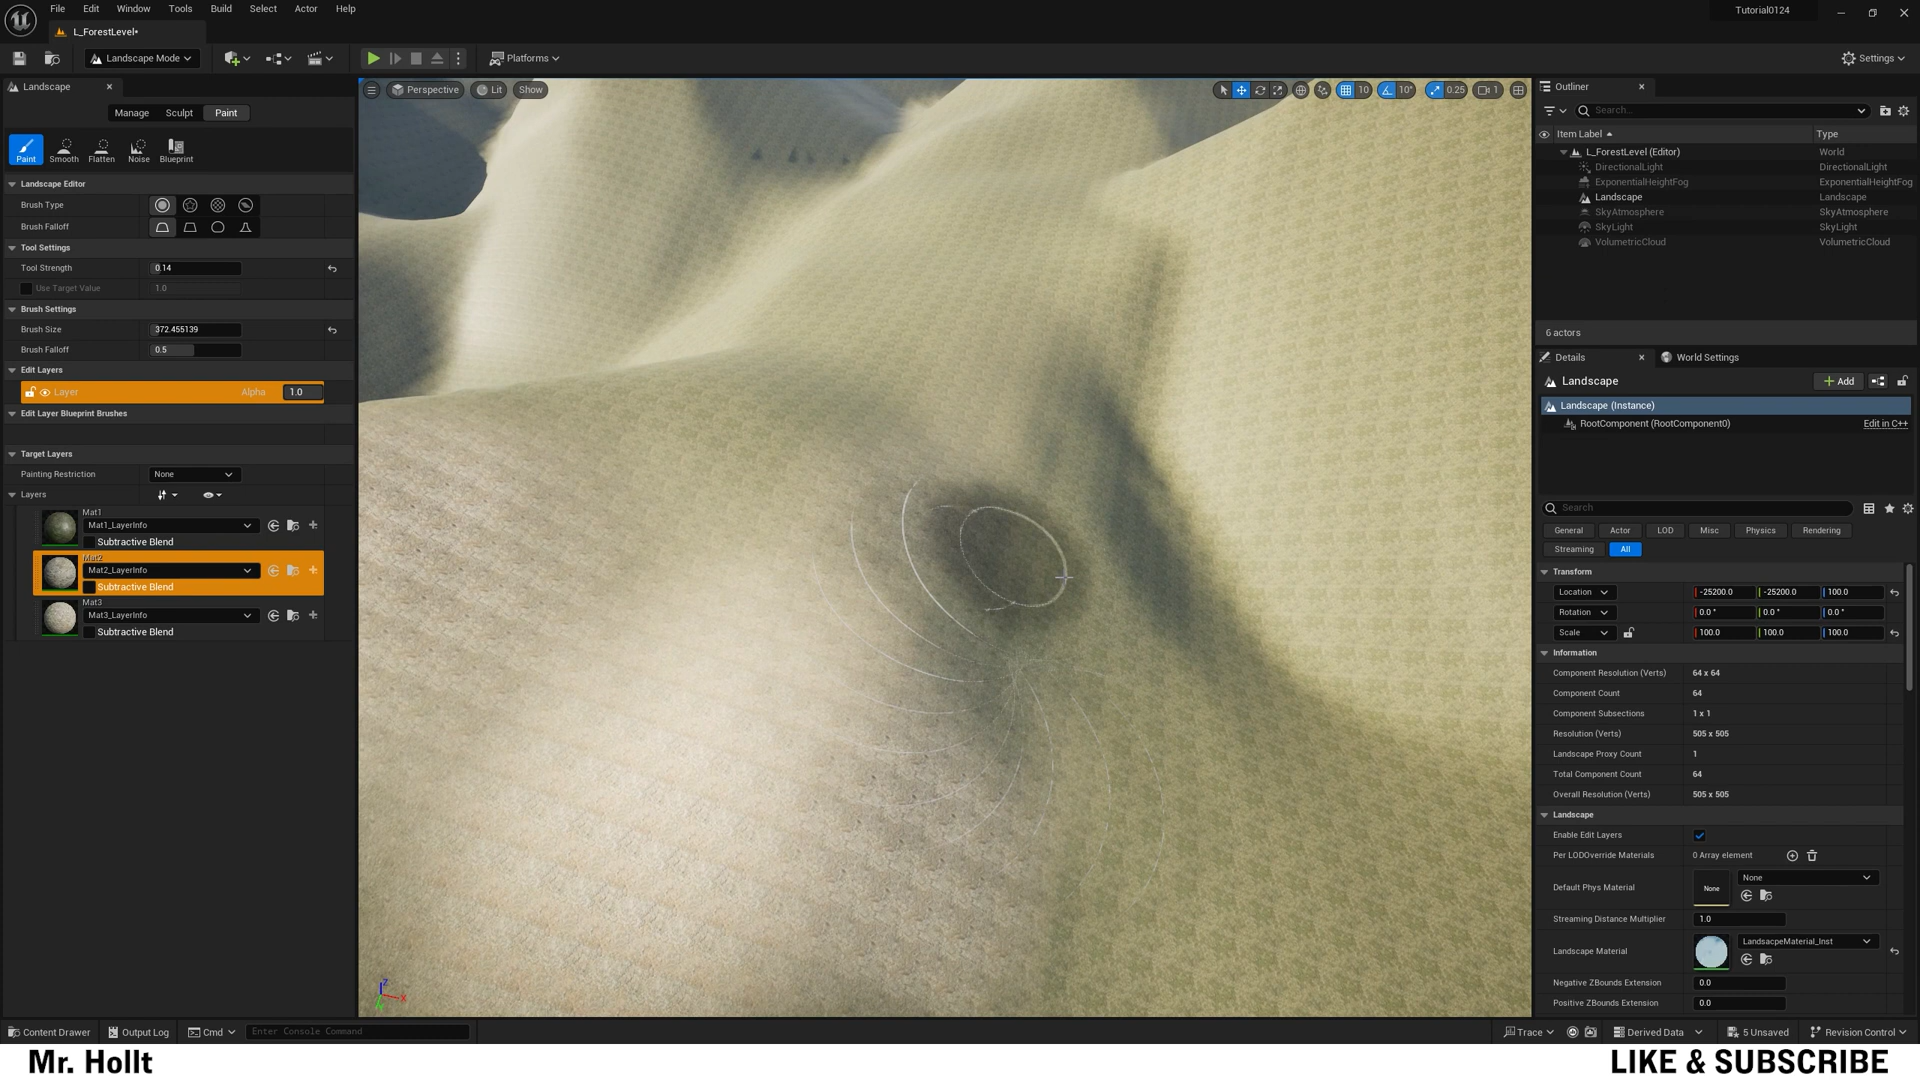 File Edit Window Tools Build Select Actor Help
Tutorial0124
L_ForestLevel*
Landscape Mode
Platforms
Settings
Landscape
Manage Sculpt Paint
Paint Smooth Flatten Noise Blueprint
Landscape Editor
Brush Type
Brush Falloff
Tool Settings
Tool Strength 0.14
Use Target Value 1.0
Brush Settings
Brush Size 372.455139
Brush Falloff 0.5
Edit Layers
Layer Alpha 1.0
Edit Layer Blueprint Brushes
Target Layers
Painting Restriction None
Layers
Mat1
Mat1_LayerInfo
Subtractive Blend
Mat2
Mat2_LayerInfo
Subtractive Blend
Mat3
Mat3_LayerInfo
Subtractive Blend
Perspective Lit Show
10 10° 0.25 1
Z
X
Outliner
Search...
Item Label Type
L_ForestLevel (Editor) World
DirectionalLight DirectionalLight
ExponentialHeightFog ExponentialHeightFog
Landscape Landscape
SkyAtmosphere SkyAtmosphere
SkyLight SkyLight
VolumetricCloud VolumetricCloud
6 actors
Details World Settings
Landscape Add
Landscape (Instance)
RootComponent (RootComponent0) Edit in C++
Search
General Actor LOD Misc Physics Rendering
Streaming All
Transform
Location -25200.0 -25200.0 100.0
Rotation 0.0 ° 0.0 ° 0.0 °
Scale 100.0 100.0 100.0
Information
Component Resolution (Verts) 64 x 64
Component Count 64
Component Subsections 1 x 1
Resolution (Verts) 505 x 505
Landscape Proxy Count 1
Total Component Count 64
Overall Resolution (Verts) 505 x 505
Landscape
Enable Edit Layers
Per LODOverride Materials 0 Array element
Default Phys Material None None
Streaming Distance Multiplier 1.0
Landscape Material LandsacpeMaterial_Inst
Negative ZBounds Extension 0.0
Positive ZBounds Extension 0.0
Content Drawer Output Log Cmd Enter Console Command
Trace Derived Data 5 Unsaved Revision Control
Mr. Hollt
LIKE & SUBSCRIBE